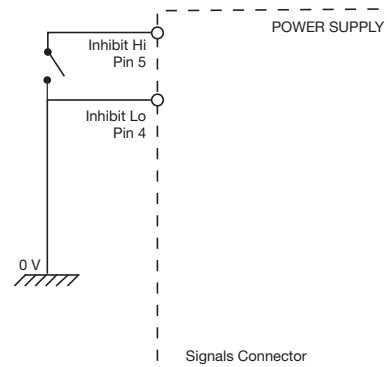 POWER SUPPLY
Inhibit Hi
Pin 5
Inhibit Lo
Pin 4
0 V
Signals Connector